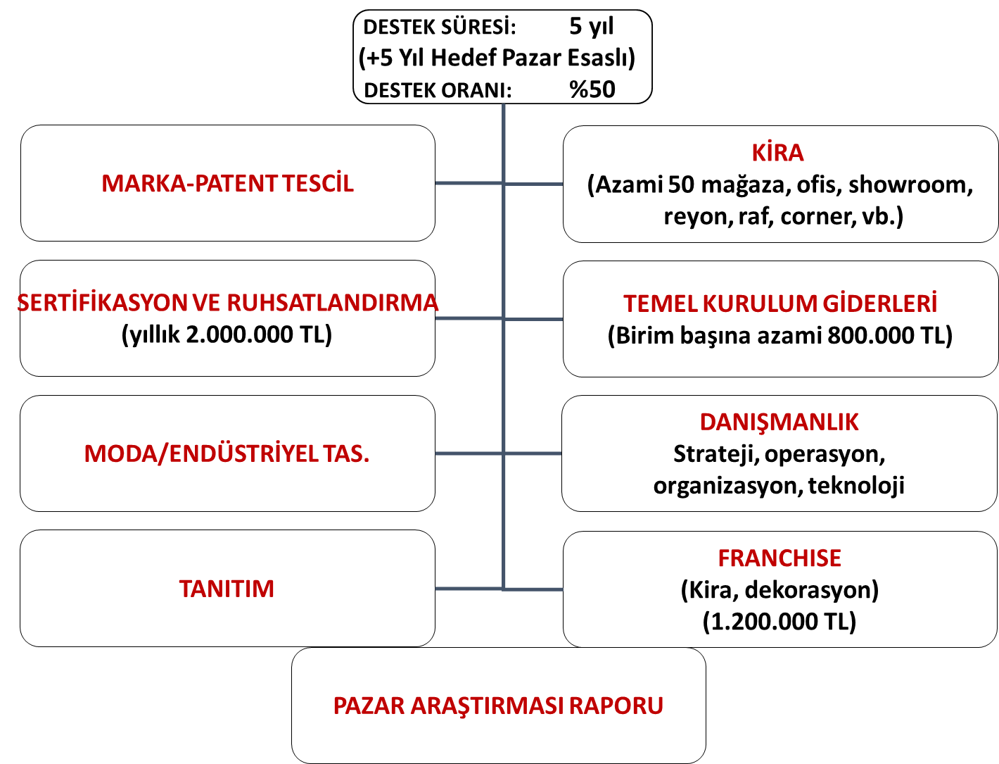 DESTEK SÜRESİ: 5 yıl
(+5 Yıl Hedef Pazar Esaslı)
DESTEK ORANI: %50
MARKA-PATENT TESCİL
KİRA
(Azami 50 mağaza, ofis, showroom,
reyon, raf, corner, vb.)
SERTİFİKASYON VE RUHSATLANDIRMA
(yıllık 2.000.000 TL)
TEMEL KURULUM GİDERLERİ
(Birim başına azami 800.000 TL)
MODA/ENDÜSTRİYEL TAS.
DANIŞMANLIK
Strateji, operasyon,
organizasyon, teknoloji
TANITIM
FRANCHISE
(Kira, dekorasyon)
(1.200.000 TL)
PAZAR ARAŞTIRMASI RAPORU